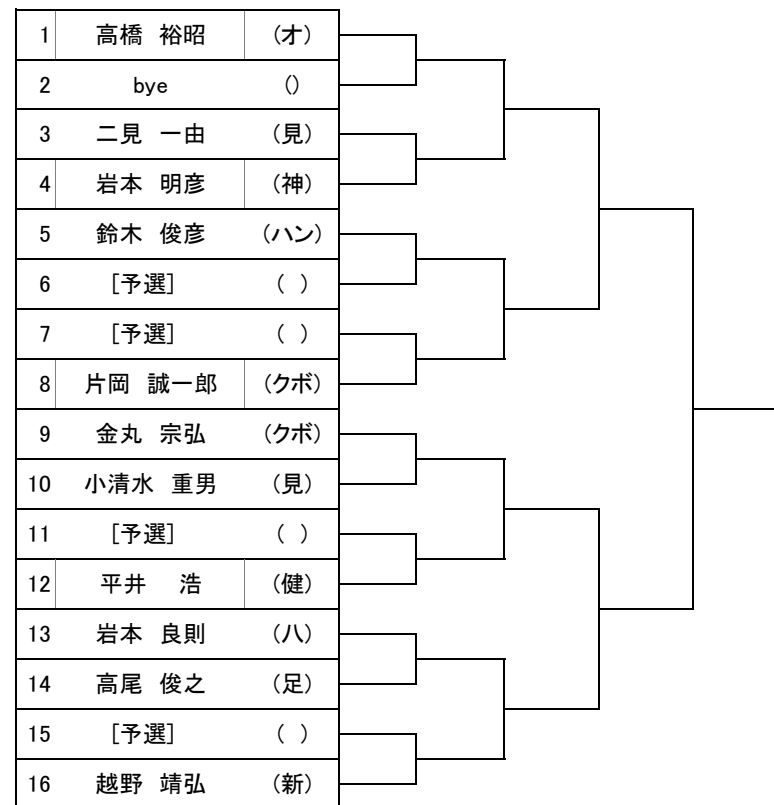 1 高橋 裕昭 (オ)
2 bye ()
3 二見 一由 (見)
4 岩本 明彦 (神)
5 鈴木 俊彦 (ハン)
6 [予選] ( )
7 [予選] ( )
8 片岡 誠一郎 (クボ)
9 金丸 宗弘 (クボ)
10 小清水 重男 (見)
11 [予選] ( )
12 平井 浩 (健)
13 岩本 良則 (八)
14 高尾 俊之 (足)
15 [予選] ( )
16 越野 靖弘 (新)